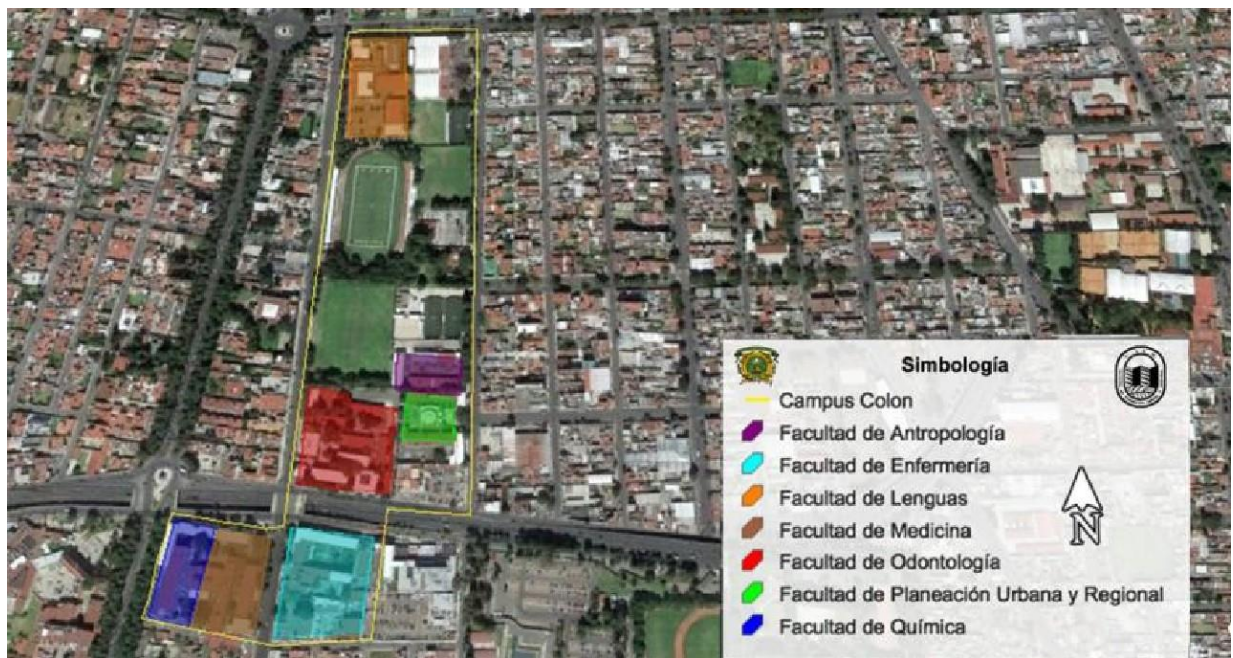 Simbología
Campus Colon
Facultad de Antropología
Facultad de Enfermería
Facultad de Lenguas
Facultad de Medicina
Facultad de Odontología
N
Facultad de Planeación Urbana y Regional
Facultad de Química